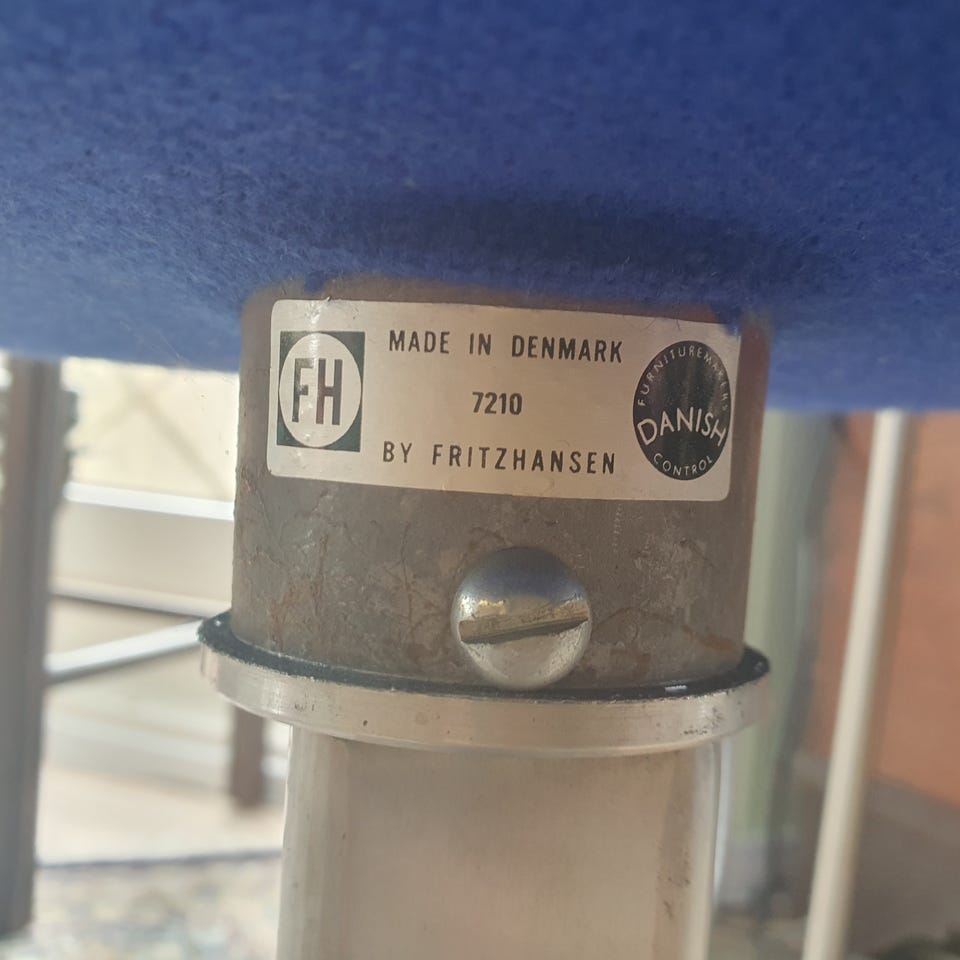 FH
MADE IN DENMARK
7210
BY FRITZHANSEN
FURNITUREMAKERS
DANISH
CONTROL